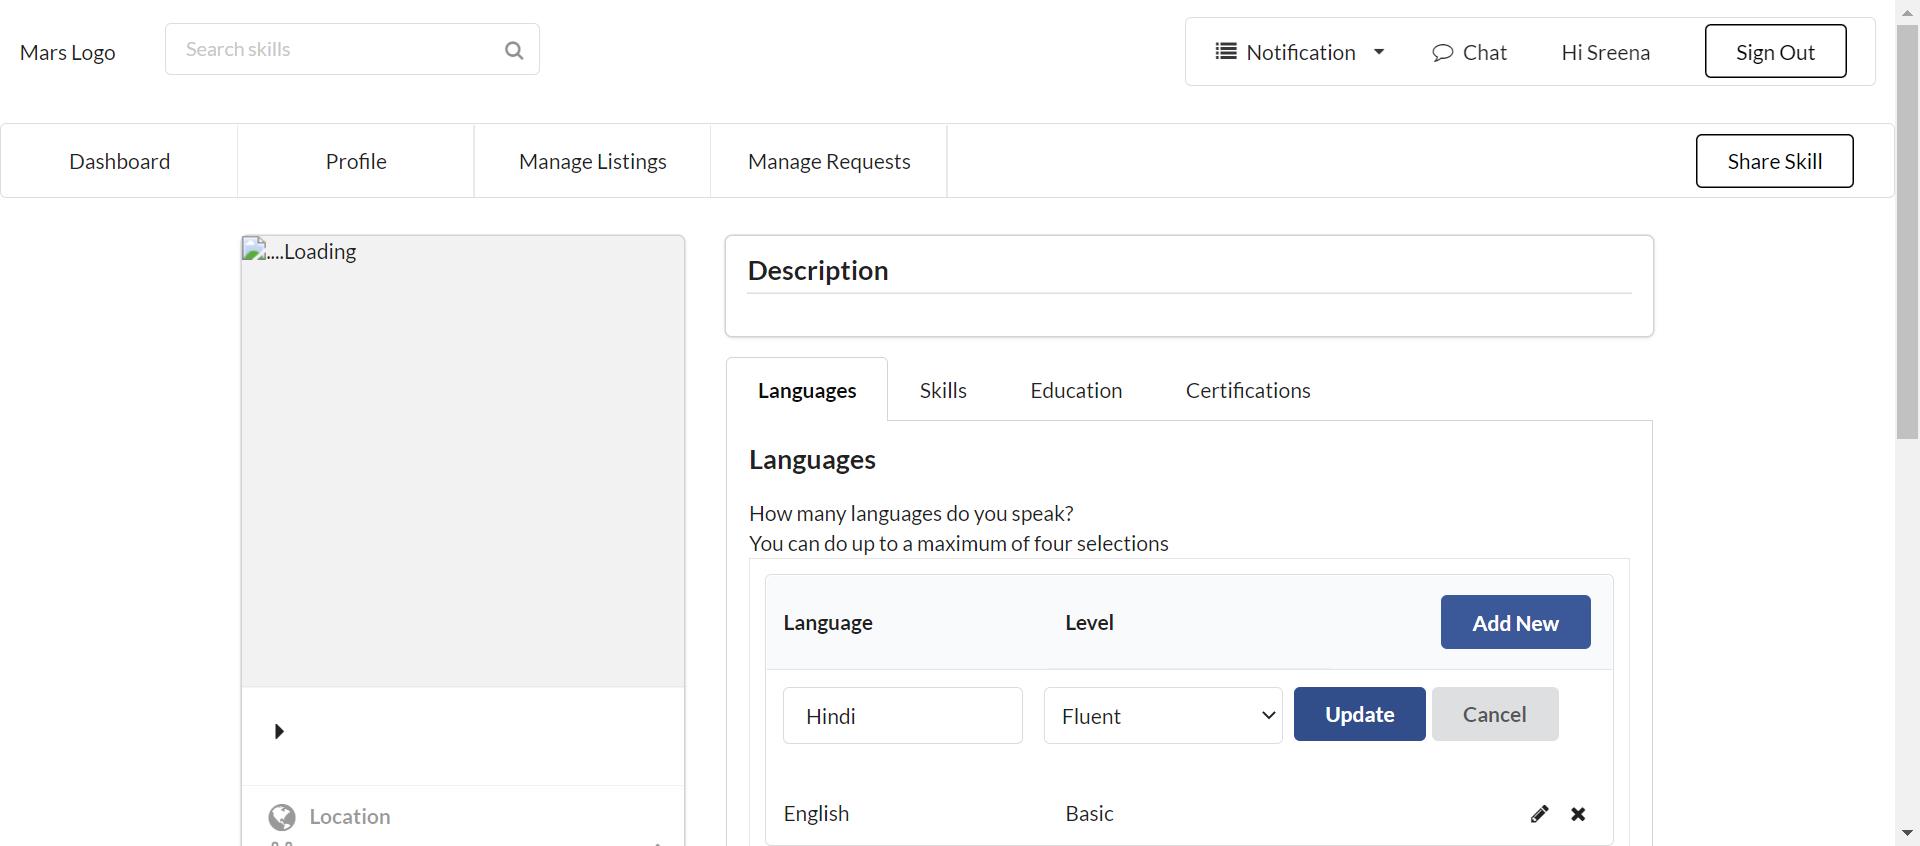 Mars Logo
Search skills
Notification
Chat
Hi Sreena
Sign Out
Dashboard
Profile
Manage Listings
Manage Requests
Share Skill
....Loading
Description
Languages
Skills
Education
Certifications
Languages
How many languages do you speak?
You can do up to a maximum of four selections
Language
Level
Add New
Hindi
Fluent
Update
Cancel
English
Basic
Location